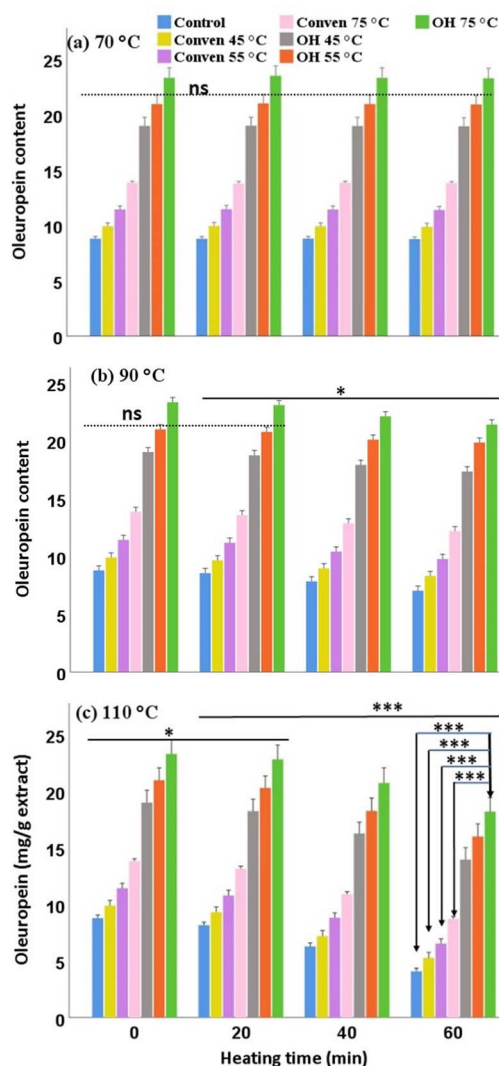 Control
Conven 75 °C
OH 75 °C
Conven 45 °C
OH 45 °C
Conven 55 °C
OH 55 °C
(a) 70 °C
ns
Oleuropein content
25
20
15
10
5
0
(b) 90 °C
*
ns
Oleuropein content
25
20
15
10
5
0
(c) 110 °C
***
*
***
***
***
***
Oleuropein (mg/g extract)
25
20
15
10
5
0
0 20 40 60
Heating time (min)